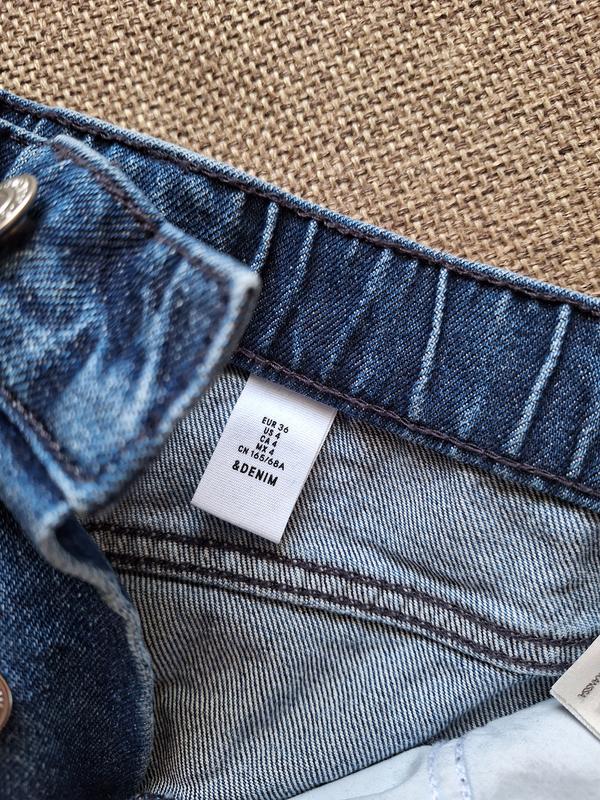 EUR 36
US 4
CA 4
MX 4
CN 165/68A
&DENIM